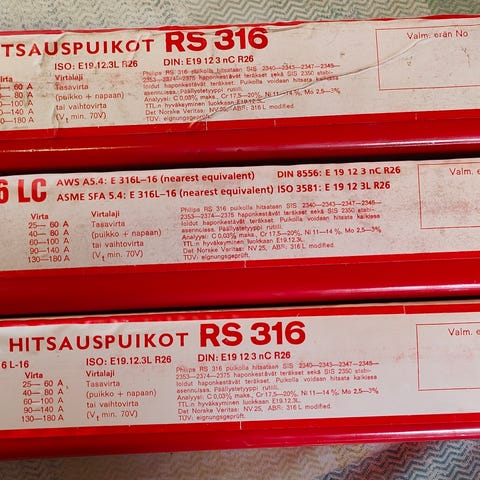 ITSAUSPUIKOT RS 316
ISO: E19.12.3L R26 DIN: E19 12 3 nC R26
Virta Virtalaji
60 A Tasavirta
80 A (puikko + napaan)
100 A tai vaihtovirta
140 A (V₁ min. 70V)
180 A
Philips RS 316 puikolla hitsataan SIS 2340—2343—2347—2348—
2353—2374—2375 haponkestävät teräkset sekä SIS 2350 stabi-
loidut haponkestävät teräkset. Puikolla voidaan hitsata kaikissa
asennoissa. Päällystetyyppi rutiili.
Analyysi: C 0,03% maks., Cr 17,5—20%, Ni 11—14%, Mo 2,5—3%
TTL:n hyväksyminen luokkaan E19.12.3L.
Det Norske Veritas: NV 25, ABR: 316 L modified.
TÜV: eignungsgeprüft.
Valm. erän No
6 LC AWS A5.4: E 316L-16 (nearest equivalent) DIN 8556: E 19 12 3 nC R26
ASME SFA 5.4: E 316L-16 (nearest equivalent) ISO 3581: E 19 12 3L R26
Virta Virtalaji
25— 60 A Tasavirta
40— 80 A (puikko + napaan)
60—100 A tai vaihtovirta
90—140 A (V₁ min. 70V)
130—180 A
Philips RS 316 puikolla hitsataan SIS 2340—2343—2347—2348—
2353—2374—2375 haponkestävät teräkset sekä SIS 2350 stabi-
loidut haponkestävät teräkset. Puikolla voidaan hitsata kaikissa
asennoissa. Päällystetyyppi rutiili.
Analyysi: C 0,03% maks., Cr 17,5—20%, Ni 11—14%, Mo 2,5—3%
TTL:n hyväksyminen luokkaan E19.12.3L.
Det Norske Veritas: NV 25, ABR: 316 L modified.
TÜV: eignungsgeprüft.
Valm. e
HITSAUSPUIKOT RS 316
6 L-16 ISO: E19.12.3L R26 DIN: E19 12 3 nC R26
Virta Virtalaji
25— 60 A Tasavirta
40— 80 A (puikko + napaan)
60—100 A tai vaihtovirta
90—140 A (V₁ min. 70V)
130—180 A
Philips RS 316 puikolla hitsataan SIS 2340—2343—2347—2348—
2353—2374—2375 haponkestävät teräkset sekä SIS 2350 stabi-
loidut haponkestävät teräkset. Puikolla voidaan hitsata kaikissa
asennoissa. Päällystetyyppi rutiili.
Analyysi: C 0,03% maks., Cr 17,5—20%, Ni 11—14%, Mo 2,5—3%
TTL:n hyväksyminen luokkaan E19.12.3L.
Det Norske Veritas: NV 25, ABR: 316 L modified.
TÜV: eignungsgeprüft.
Valm. e